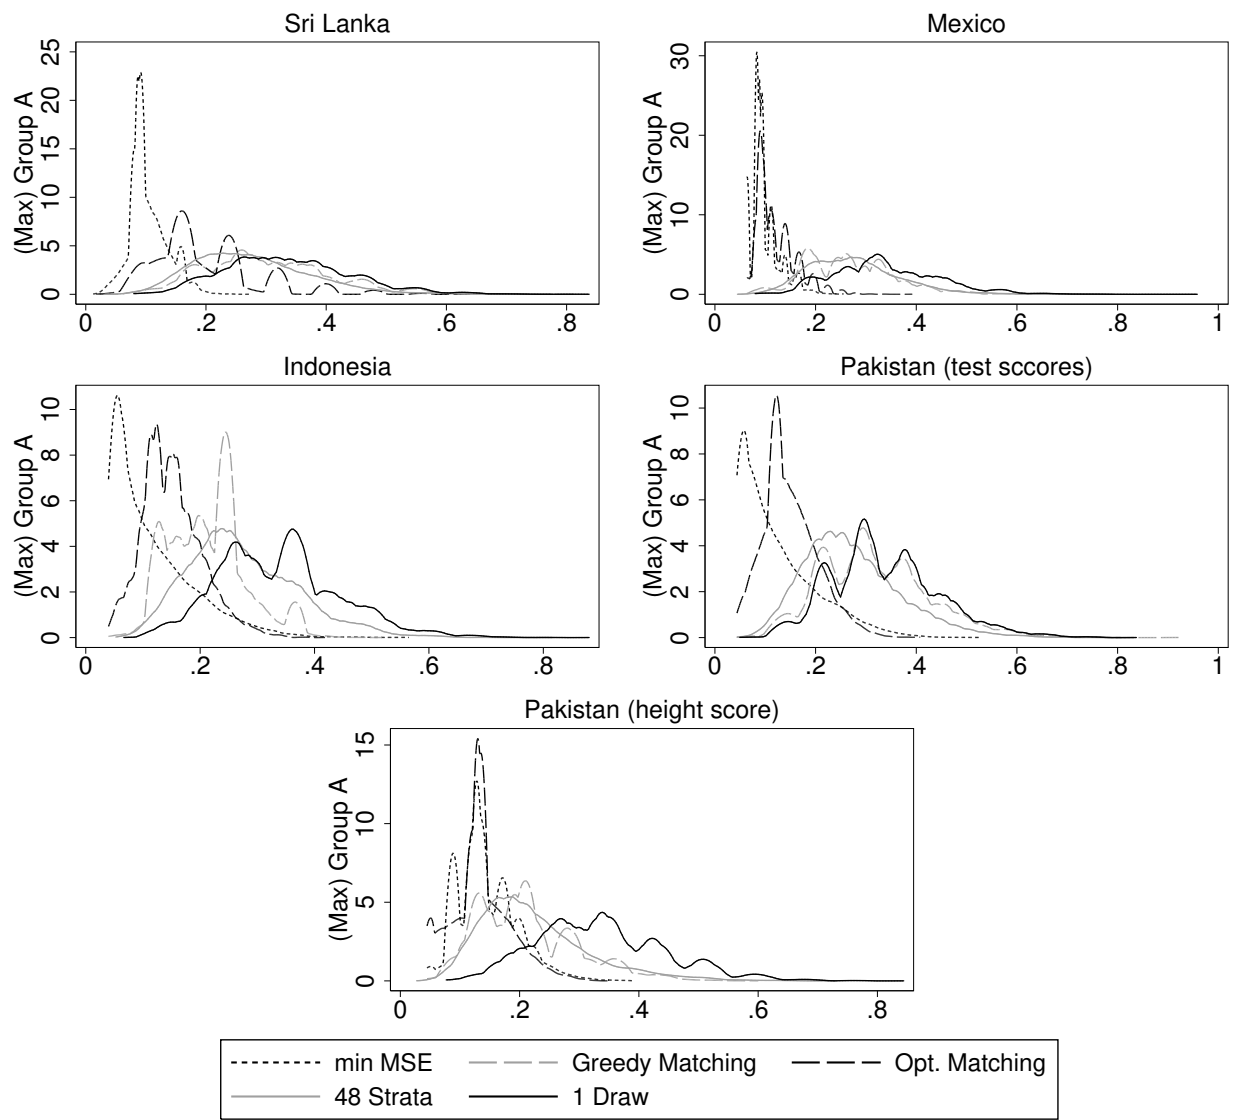 Sri Lanka
(Max) Group A
25
20
15
10
5
0
0 .2 .4 .6 .8
Mexico
(Max) Group A
30
20
10
0
0 .2 .4 .6 .8 1
Indonesia
(Max) Group A
10
8
6
4
2
0
0 .2 .4 .6 .8
Pakistan (test sccores)
(Max) Group A
10
8
6
4
2
0
0 .2 .4 .6 .8 1
Pakistan (height score)
(Max) Group A
15
10
5
0
0 .2 .4 .6 .8
min MSE Greedy Matching Opt. Matching
48 Strata 1 Draw